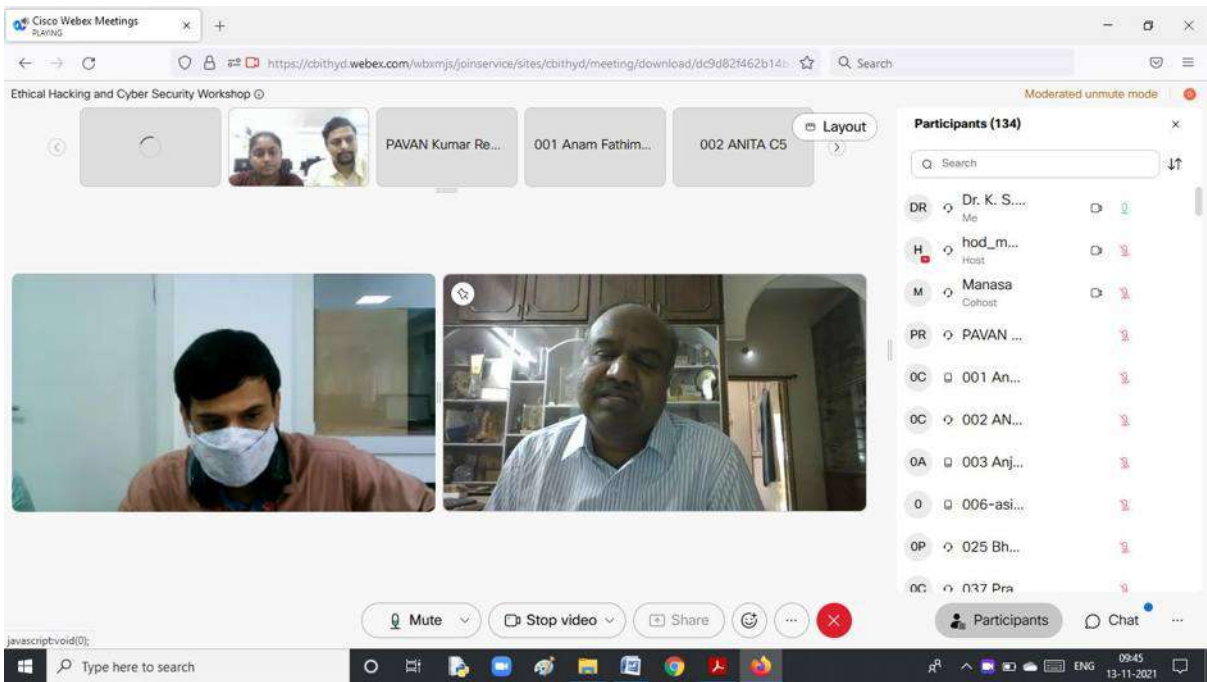 Cisco Webex Meetings
PLAYING
https://cbithyd.webex.com/wbxmjs/joinservice/sites/cbithyd/meeting/download/dc9d82f462b14b
Search
Ethical Hacking and Cyber Security Workshop
Moderated unmute mode
PAVAN Kumar Re...
001 Anam Fathim...
002 ANITA C5
Layout
Participants (134)
Search
DR Dr. K. S....
Me
H hod_m...
Host
M Manasa
Cohost
PR PAVAN ...
0C 001 An...
0C 002 AN...
0A 003 Anj...
0 006-asi...
0P 025 Bh...
0C 037 Pra
Mute
Stop video
Share
Participants
Chat
javascript:void(0);
Type here to search
ENG
09:45
13-11-2021